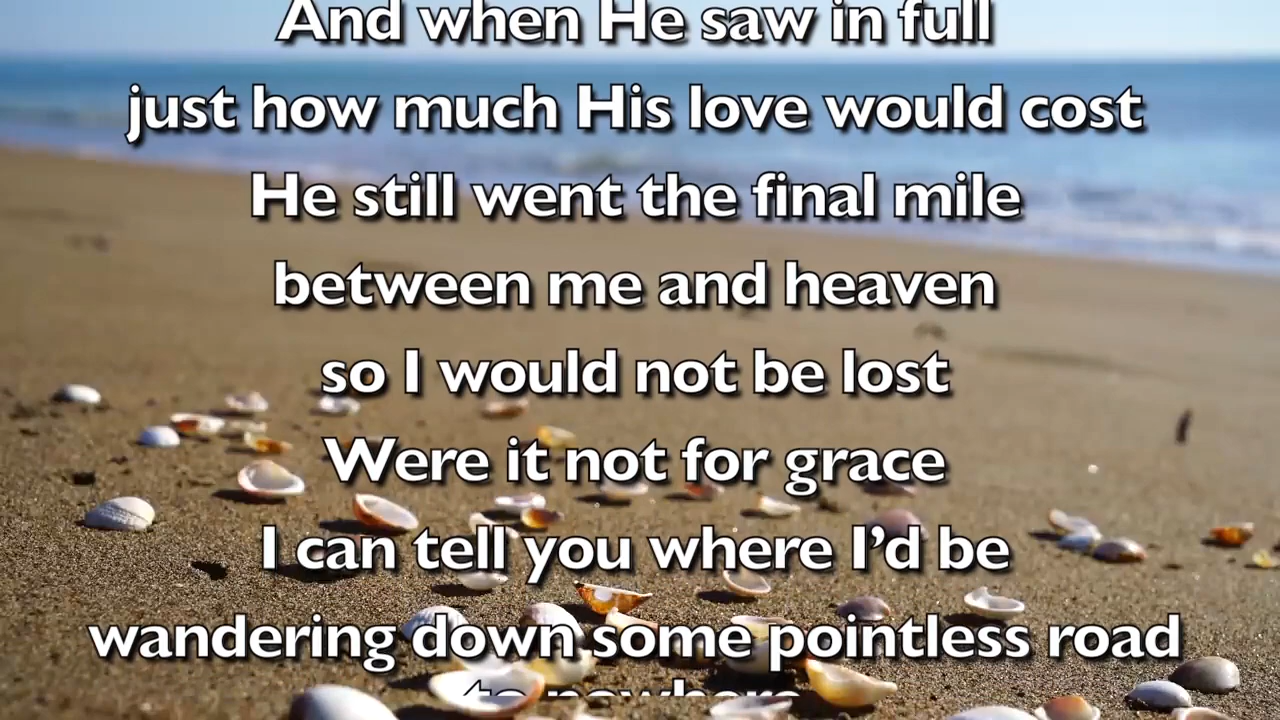 And when He saw in full
just how much His love would cost
He still went the final mile
between me and heaven
so I would not be lost
Were it not for grace
I can tell you where I’d be
wandering down some pointless road
to nowhere